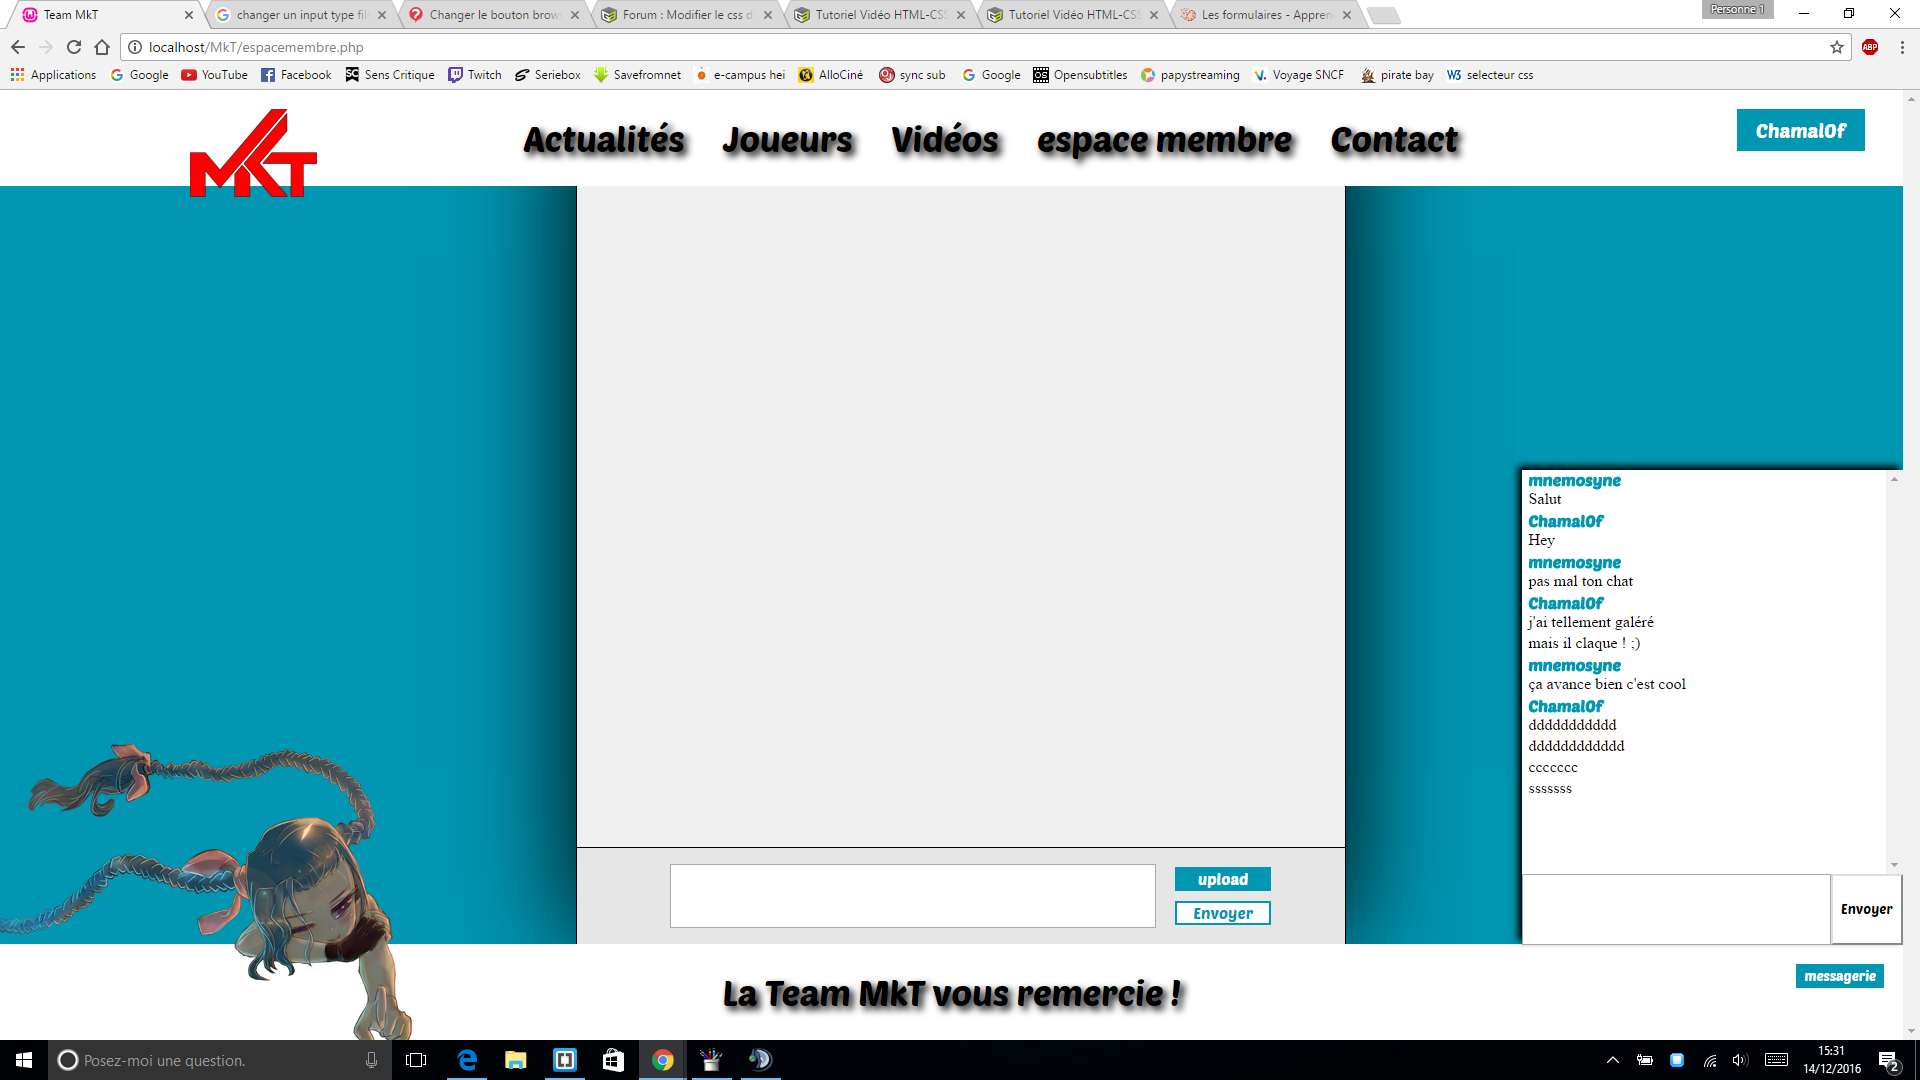 Team MkT
changer un input type fil
Changer le bouton brow
Forum : Modifier le css d
Tutoriel Vidéo HTML-CSS
Tutoriel Vidéo HTML-CSS
Les formulaires - Appren
Personne 1
localhost/MkT/espacemembre.php
ABP
Applications Google YouTube Facebook Sens Critique Twitch Seriebox Savefromnet e-campus hei AlloCiné sync sub Google Opensubtitles papystreaming Voyage SNCF pirate bay selecteur css
MKT
Actualités Joueurs Vidéos espace membre Contact
Chamal0f
mnemosyne
Salut
Chamal0f
Hey
mnemosyne
pas mal ton chat
Chamal0f
j'ai tellement galéré
mais il claque ! ;)
mnemosyne
ça avance bien c'est cool
Chamal0f
ddddddddddd
dddddddddddd
ccccccc
sssssss
upload
Envoyer
Envoyer
messagerie
La Team MkT vous remercie !
Posez-moi une question.
15:31
14/12/2016
2